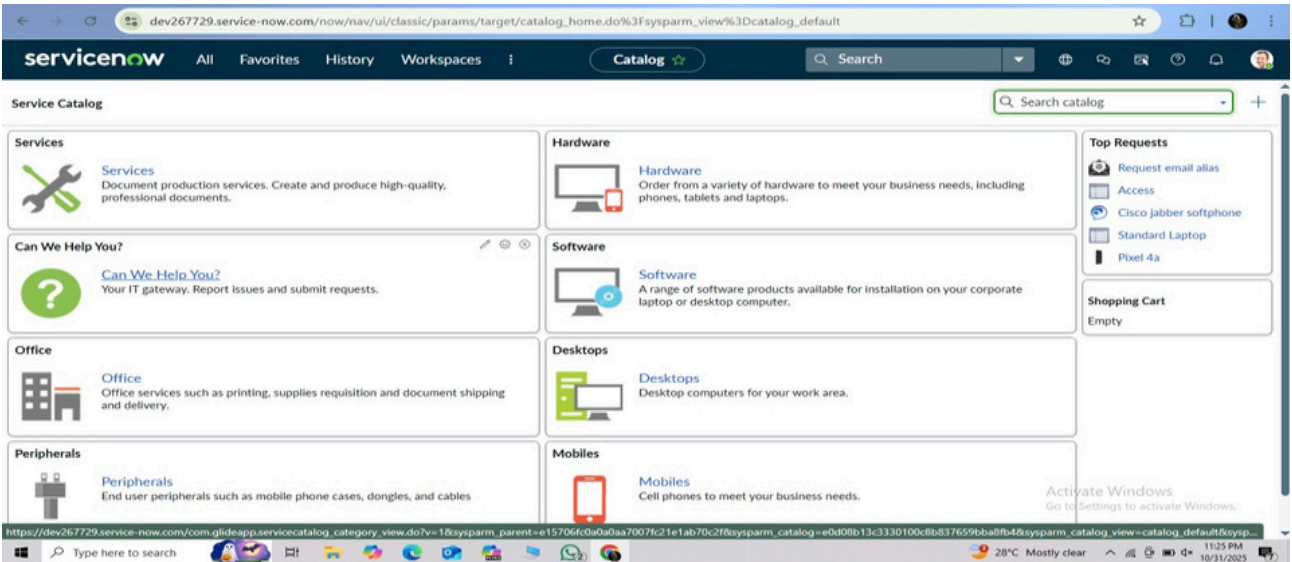 dev267729.service-now.com/now/nav/ui/classic/params/target/catalog_home.do%3Fsysparm_view%3Dcatalog_default
servicenow All Favorites History Workspaces Catalog Search
Service Catalog
Search catalog
Services
Services
Document production services. Create and produce high-quality,
professional documents.
Hardware
Hardware
Order from a variety of hardware to meet your business needs, including
phones, tablets and laptops.
Top Requests
Request email alias
Access
Cisco jabber softphone
Standard Laptop
Pixel 4a
Can We Help You?
Can We Help You?
Your IT gateway. Report issues and submit requests.
Software
Software
A range of software products available for installation on your corporate
laptop or desktop computer.
Shopping Cart
Empty
Office
Office
Office services such as printing, supplies requisition and document shipping
and delivery.
Desktops
Desktops
Desktop computers for your work area.
Peripherals
Peripherals
End user peripherals such as mobile phone cases, dongles, and cables
Mobiles
Mobiles
Cell phones to meet your business needs.
Activate Windows
Go to Settings to activate Windows.
https://dev267729.service-now.com/com.glideapp.servicecatalog_category_view.do?v=1&sysparm_parent=e15706fc0a0a0aa7007fc21e1ab70c2f&sysparm_catalog=e0d08b13c3330100c8b837659bba8fb4&sysparm_catalog_view=catalog_default&sysp...
Type here to search
28°C Mostly clear
11:25 PM
10/31/2025